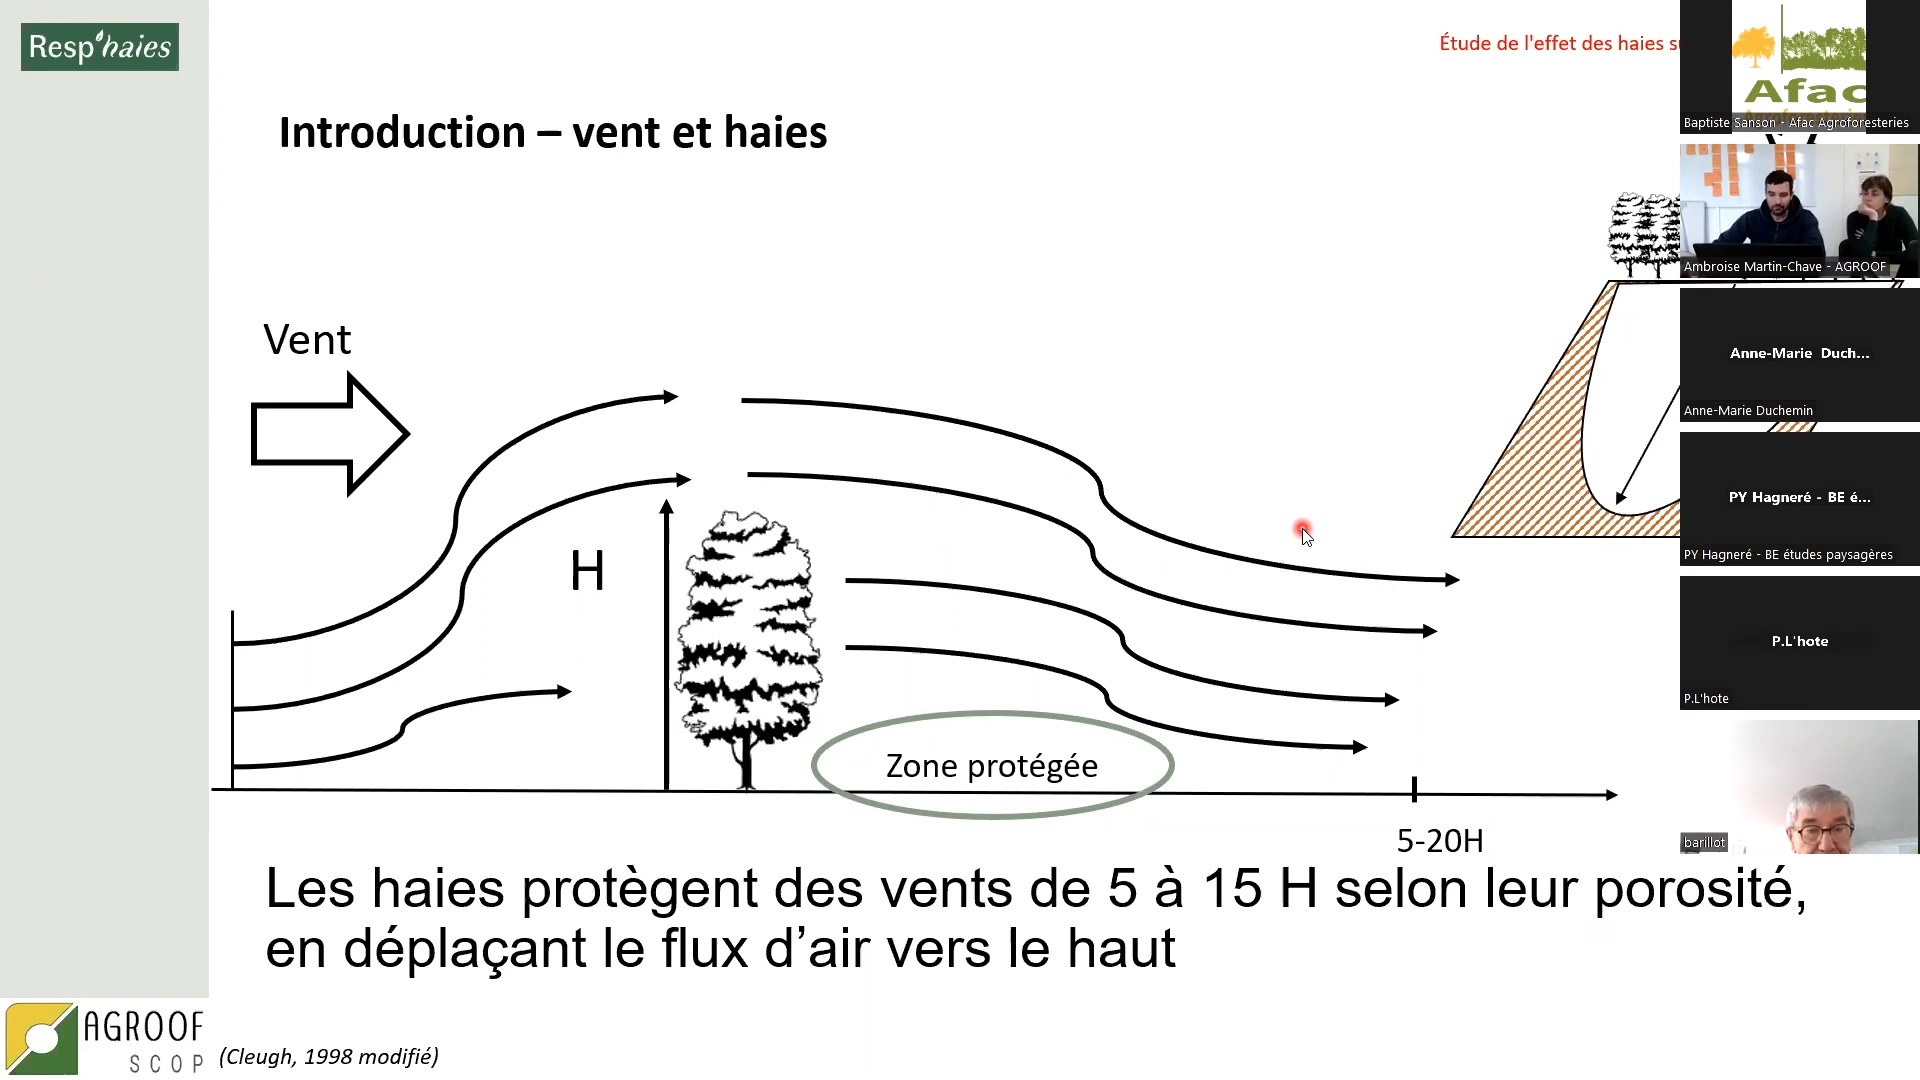 Resp'haies
Étude de l'effet des haies
Introduction – vent et haies
Vent
H
Zone protégée
5-20H
Les haies protègent des vents de 5 à 15 H selon leur porosité,
en déplaçant le flux d’air vers le haut
AGROOF
SCOP
(Cleugh, 1998 modifié)
Afac
Baptiste Sanson - Afac Agroforesteries
Ambroise Martin-Chave - AGROOF
Anne-Marie Duch...
Anne-Marie Duchemin
PY Hagneré - BE é...
PY Hagneré - BE études paysagères
P.L'hote
P.L'hote
barillot